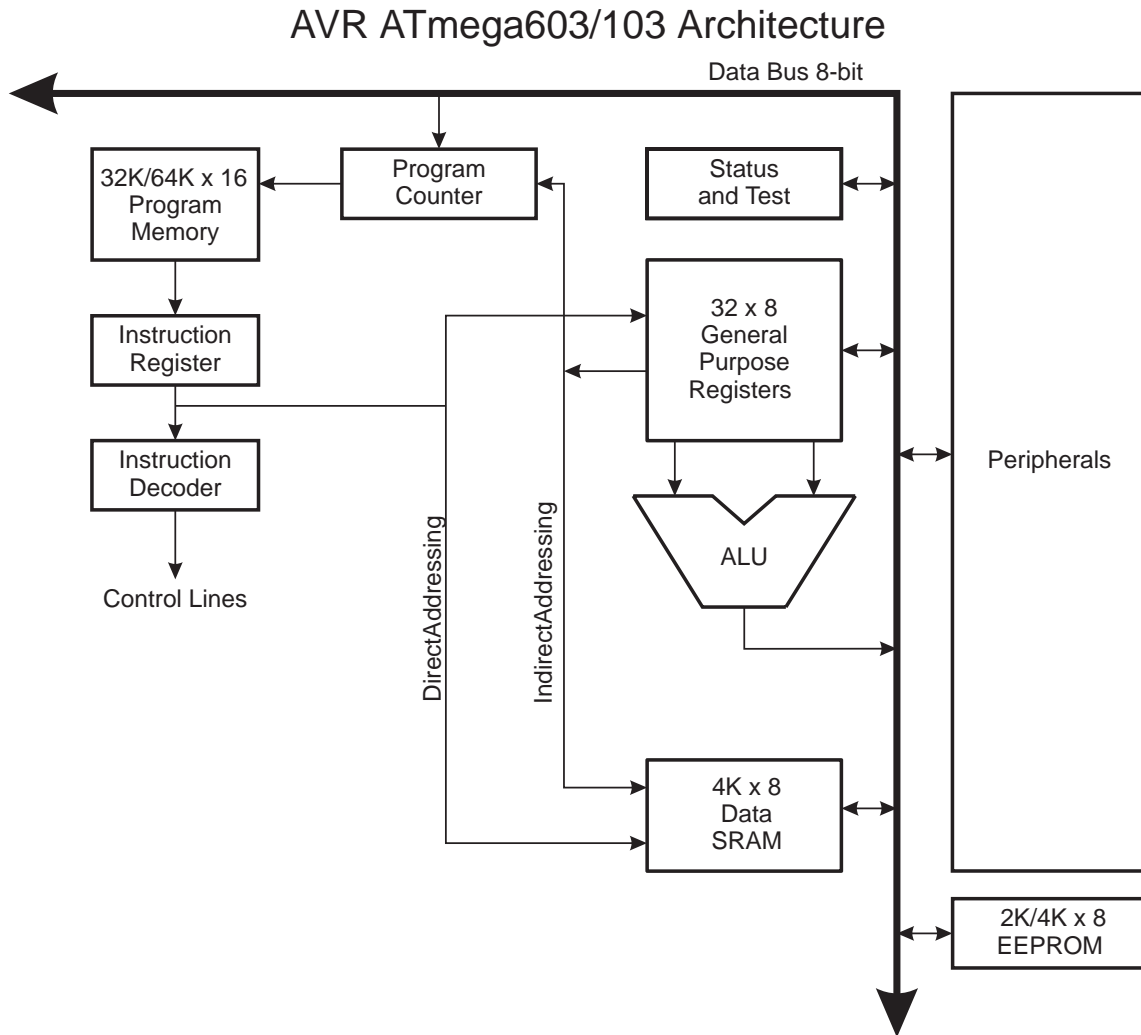 AVR ATmega603/103 Architecture
Data Bus 8-bit
32K/64K x 16
Program
Memory
Program
Counter
Status
and Test
Instruction
Register
32 x 8
General
Purpose
Registers
Instruction
Decoder
Peripherals
ALU
Control Lines
DirectAddressing
IndirectAddressing
4K x 8
Data
SRAM
2K/4K x 8
EEPROM